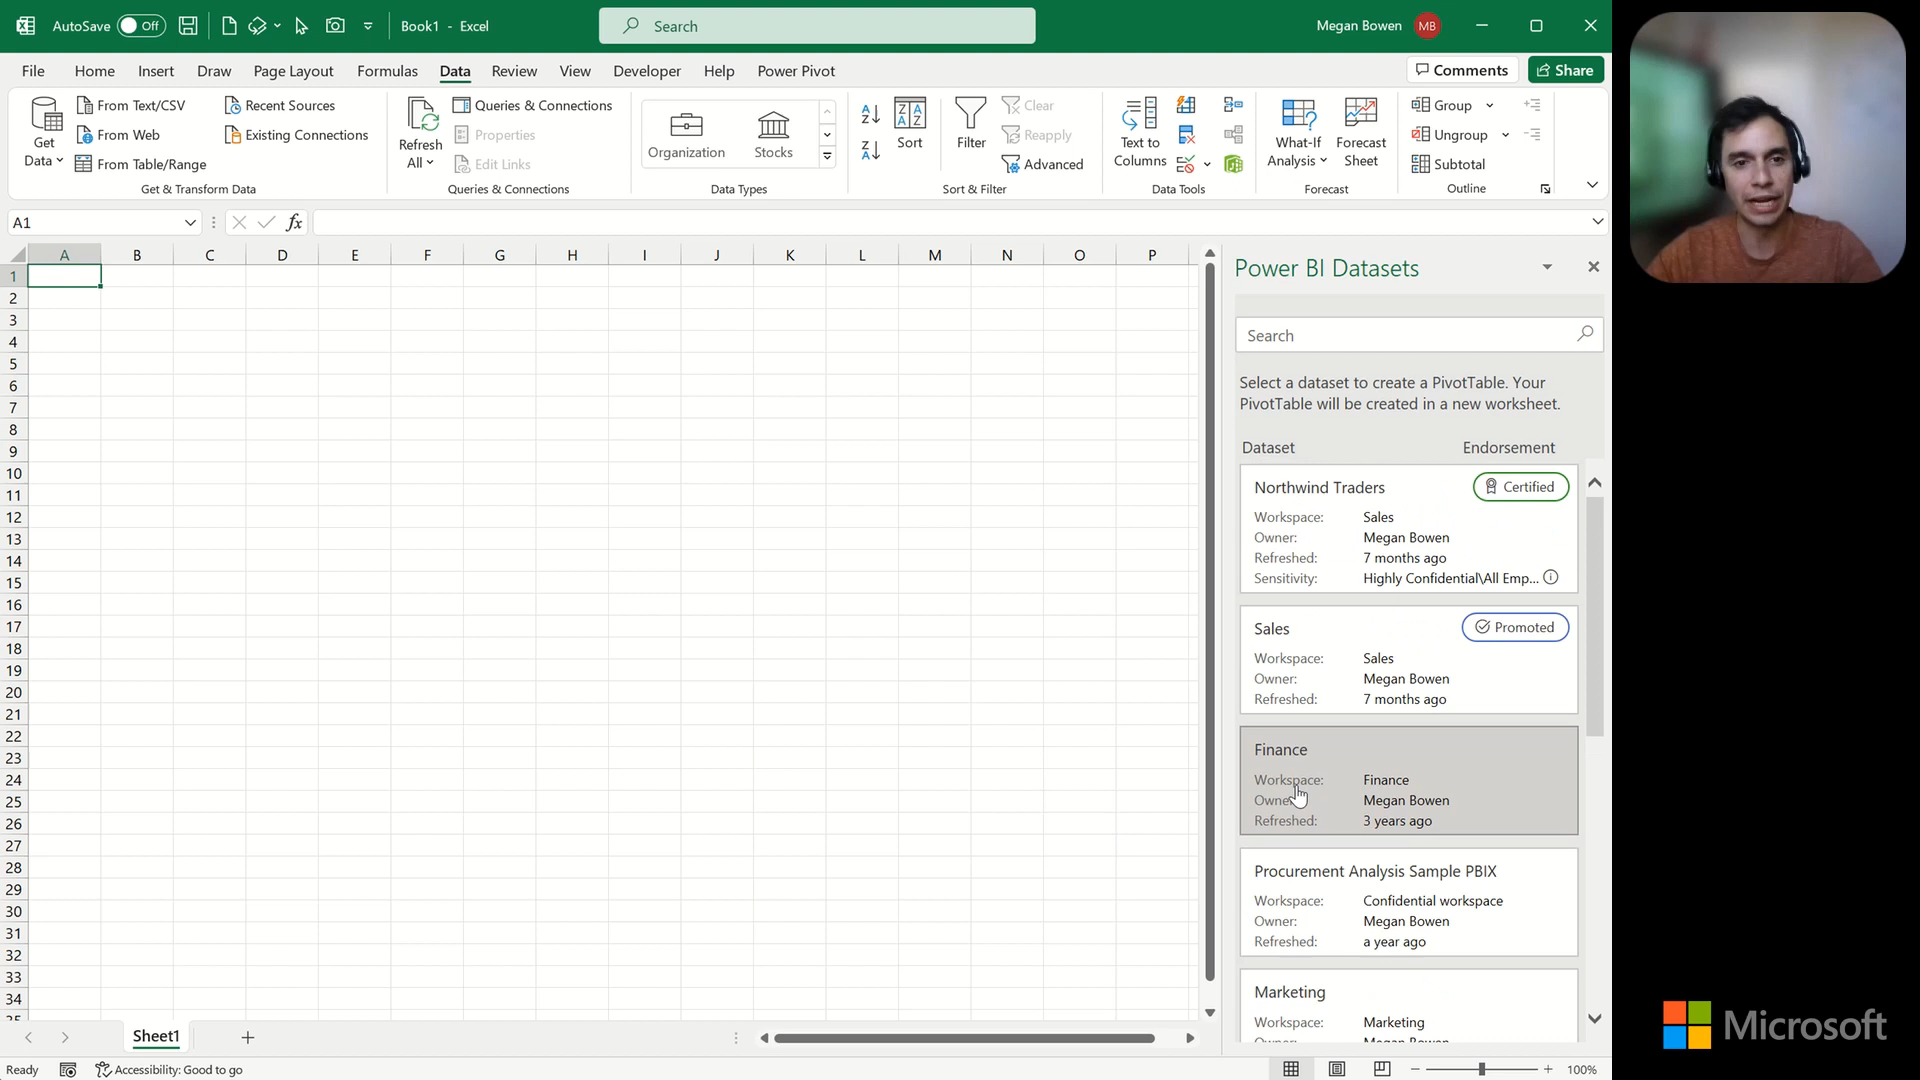 AutoSave Off Book1 - Excel Search Megan Bowen MB
File Home Insert Draw Page Layout Formulas Data Review View Developer Help Power Pivot Comments Share
Get Data
From Text/CSV
From Web
From Table/Range
Recent Sources
Existing Connections
Get & Transform Data
Refresh All
Queries & Connections
Properties
Edit Links
Queries & Connections
Organization Stocks
Data Types
Sort
Filter
Clear
Reapply
Advanced
Sort & Filter
Text to Columns
Data Tools
What-If Analysis
Forecast Sheet
Forecast
Group
Ungroup
Subtotal
Outline
A1 fx
A B C D E F G H I J K L M N O P
1
2
3
4
5
6
7
8
9
10
11
12
13
14
15
16
17
18
19
20
21
22
23
24
25
26
27
28
29
30
31
32
33
34
Power BI Datasets
Search
Select a dataset to create a PivotTable. Your
PivotTable will be created in a new worksheet.
Dataset Endorsement
Northwind Traders Certified
Workspace: Sales
Owner: Megan Bowen
Refreshed: 7 months ago
Sensitivity: Highly Confidential\All Emp...
Sales Promoted
Workspace: Sales
Owner: Megan Bowen
Refreshed: 7 months ago
Finance
Workspace: Finance
Megan Bowen
Refreshed: 3 years ago
Procurement Analysis Sample PBIX
Workspace: Confidential workspace
Owner: Megan Bowen
Refreshed: a year ago
Marketing
Workspace: Marketing
Sheet1
Ready Accessibility: Good to go 100%
Microsoft